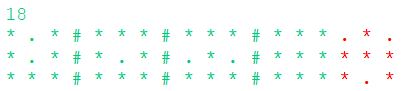 18
* . * # * * * # * * * # * * * * . * .
* . * # * . * # . * . # * * * * * * *
* * * # * * * # * * * # * * * * * . *